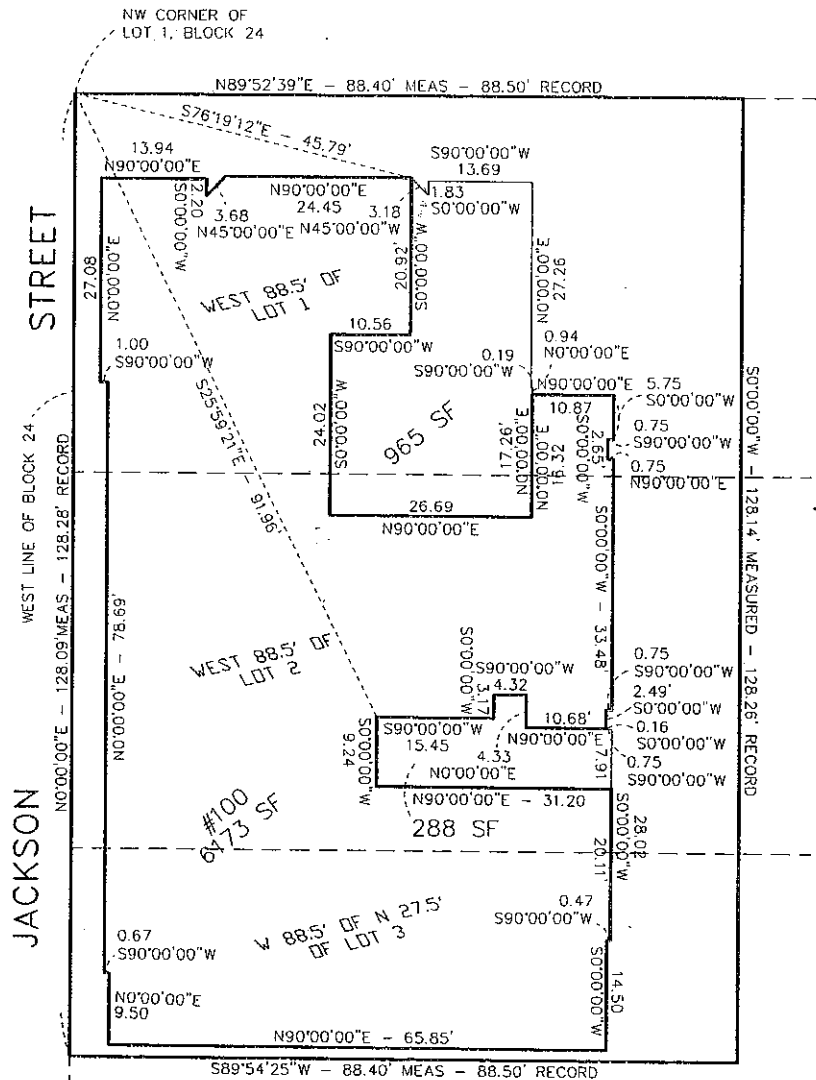 NW CORNER OF
LOT 1, BLOCK 24
N89°52'39"E - 88.40' MEAS - 88.50' RECORD
S76°19'12"E - 45.79'
13.94
N90°00'00"E
2.20
S0°00'00"W
3.68
N45°00'00"E
N90°00'00"E
24.45
3.18
N45°00'00"W
S90°00'00"W
13.69
1.83
S0°00'00"W
27.08
N0°00'00"E
STREET
WEST 88.5' OF
LOT 1
20.92'
S0°00'00"W
N0°00'00"E
27.26
1.00
S90°00'00"W
10.56
S90°00'00"W
0.19
S90°00'00"W
0.94
N0°00'00"E
N90°00'00"E
10.87
5.75
S0°00'00"W
0.75
S90°00'00"W
0.75
N90°00'00"E
2.65'
S0°00'00"W
24.02
S0°00'00"W
965 SF
17.26'
N0°00'00"E
N0°00'00"E
16.32
S25°59'21"E - 91.96'
WEST LINE OF BLOCK 24
N0°00'00"E - 128.09'MEAS - 128.28' RECORD
S0°00'00"W - 128.14' MEASURED - 128.26' RECORD
26.69
N90°00'00"E
S0°00'00"W - 33.48'
N0°00'00"E - 78.69'
WEST 88.5' OF
LOT 2
S0°00'00"W
3.17
S90°00'00"W
4.32
0.75
S90°00'00"W
2.49'
S0°00'00"W
0.16
S0°00'00"W
0.75
S90°00'00"W
S90°00'00"W
15.45
10.68'
N90°00'00"E
4.33
N0°00'00"E
7.91
9.24
S0°00'00"W
N90°00'00"E - 31.20
288 SF
#100
6173 SF
JACKSON
28.02
S0°00'00"W
20.11'
0.47
S90°00'00"W
W 88.5' OF N 27.5'
OF LOT 3
0.67
S90°00'00"W
N0°00'00"E
9.50
14.50
S0°00'00"W
N90°00'00"E - 65.85'
S89°54'25"W - 88.40' MEAS - 88.50' RECORD